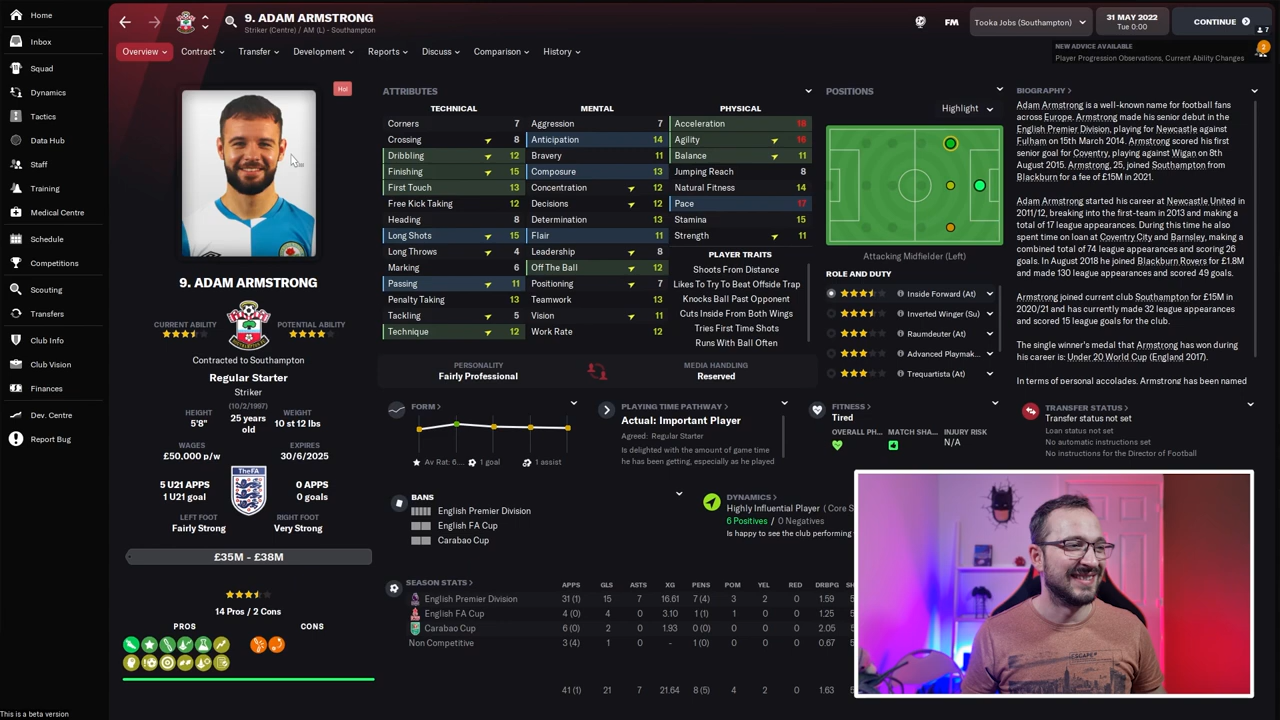 Home
Inbox
Squad
Dynamics
Tactics
Data Hub
Staff
Training
Medical Centre
Schedule
Competitions
Scouting
Transfers
Club Info
Club Vision
Finances
Dev. Centre
Report Bug
This is a beta version
9. ADAM ARMSTRONG
Striker (Centre) / AM (L) - Southampton
FM
Tooka Jobs (Southampton)
31 MAY 2022
Tue 0:00
CONTINUE
7
Overview
Contract
Transfer
Development
Reports
Discuss
Comparison
History
NEW ADVICE AVAILABLE
Player Progression Observations, Current Ability Changes
2
Hol
9. ADAM ARMSTRONG
CURRENT ABILITY
POTENTIAL ABILITY
Contracted to Southampton
Regular Starter
Striker
HEIGHT
5'8"
(10/2/1997)
25 years
old
WEIGHT
10 st 12 lbs
WAGES
£50,000 p/w
EXPIRES
30/6/2025
TheFA
5 U21 APPS
1 U21 goal
0 APPS
0 goals
LEFT FOOT
Fairly Strong
RIGHT FOOT
Very Strong
£35M - £38M
14 Pros / 2 Cons
PROS
CONS
ATTRIBUTES
TECHNICAL
Corners 7
Crossing 8
Dribbling 12
Finishing 15
First Touch 13
Free Kick Taking 12
Heading 8
Long Shots 15
Long Throws 4
Marking 6
Passing 11
Penalty Taking 13
Tackling 5
Technique 12
MENTAL
Aggression 7
Anticipation 14
Bravery 11
Composure 13
Concentration 12
Decisions 12
Determination 13
Flair 11
Leadership 8
Off The Ball 12
Positioning 7
Teamwork 13
Vision 11
Work Rate 12
PHYSICAL
Acceleration 18
Agility 16
Balance 11
Jumping Reach 8
Natural Fitness 14
Pace 17
Stamina 15
Strength 11
PLAYER TRAITS
Shoots From Distance
Likes To Try To Beat Offside Trap
Knocks Ball Past Opponent
Cuts Inside From Both Wings
Tries First Time Shots
Runs With Ball Often
PERSONALITY
Fairly Professional
MEDIA HANDLING
Reserved
POSITIONS
Highlight
Attacking Midfielder (Left)
ROLE AND DUTY
Inside Forward (At)
Inverted Winger (Su)
Raumdeuter (At)
Advanced Playmak...
Trequartista (At)
BIOGRAPHY
Adam Armstrong is a well-known name for football fans
across Europe. Armstrong made his senior debut in the
English Premier Division, playing for Newcastle against
Fulham on 15th March 2014. Armstrong scored his first
senior goal for Coventry, playing against Wigan on 8th
August 2015. Armstrong, 25, joined Southampton from
Blackburn for a fee of £15M in 2021.
Adam Armstrong started his career at Newcastle United in
2011/12, breaking into the first-team in 2013 and making a
total of 17 league appearances. During this time he also
spent time on loan at Coventry City and Barnsley, making a
combined total of 74 league appearances and scoring 26
goals. In August 2018 he joined Blackburn Rovers for £1.8M
and made 130 league appearances and scored 49 goals.
Armstrong joined current club Southampton for £15M in
2020/21 and has currently made 32 league appearances
and scored 15 league goals for the club.
The single winner's medal that Armstrong has won during
his career is: Under 20 World Cup (England 2017).
In terms of personal accolades, Armstrong has been named
FORM
Av Rat: 6....
1 goal
1 assist
PLAYING TIME PATHWAY
Actual: Important Player
Agreed: Regular Starter
Is delighted with the amount of game time
he has been getting, especially as he played
FITNESS
Tired
OVERALL PH...
MATCH SHA...
INJURY RISK
N/A
TRANSFER STATUS
Transfer status not set
Loan status not set
No automatic instructions set
No instructions for the Director of Football
BANS
English Premier Division
English FA Cup
Carabao Cup
DYNAMICS
Highly Influential Player ( Core S
6 Positives / 0 Negatives
Is happy to see the club performing
SEASON STATS APPS GLS ASTS XG PENS POM YEL RED DRBPG
English Premier Division 31 (1) 15 7 16.61 7 (4) 3 2 0 1.59
English FA Cup 4 (0) 4 0 3.10 1 (1) 1 0 0 1.25
Carabao Cup 6 (0) 2 0 1.93 0 (0) 0 0 0 2.05
Non Competitive 3 (4) 1 0 - 1 (0) 0 0 0 0.67
41 (1) 21 7 21.64 8 (5) 4 2 0 1.63